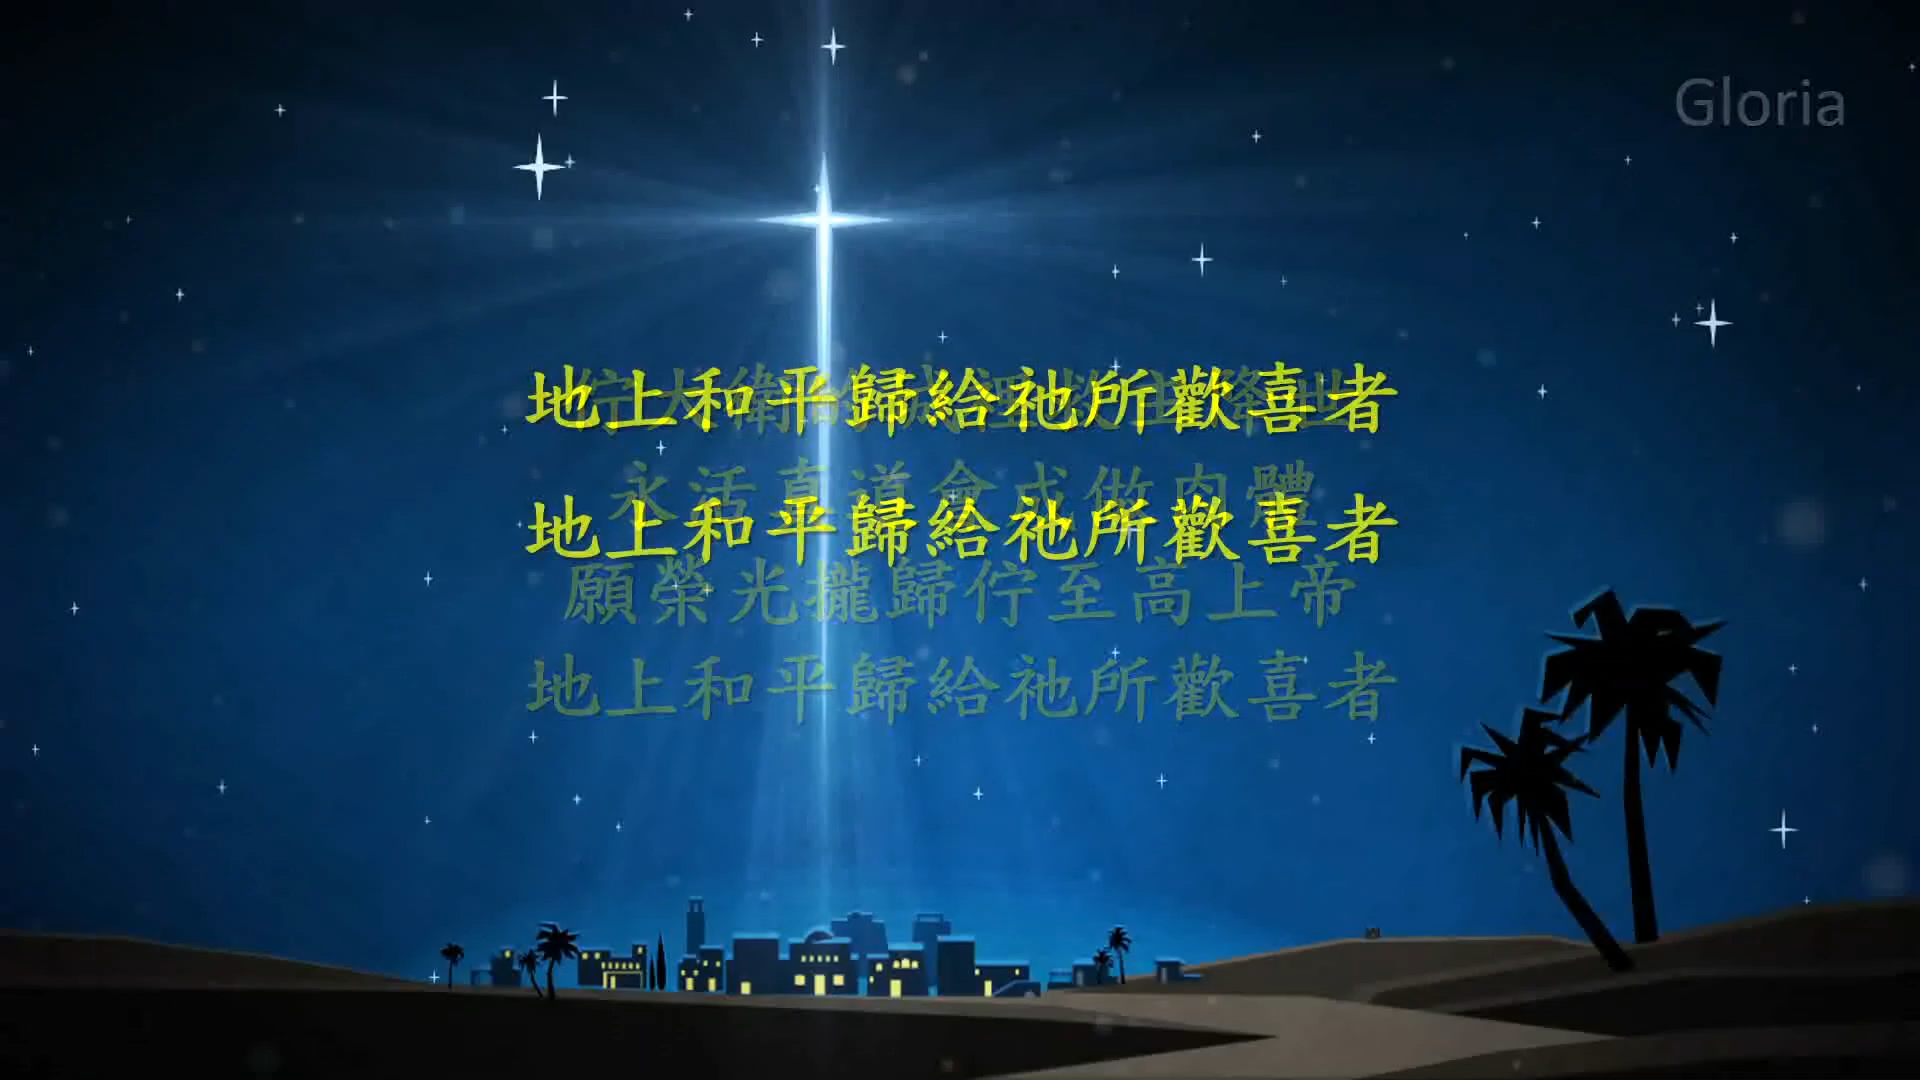 Gloria
地上和平歸給祂所歡喜者
永活真道會成做肉體
地上和平歸給祂所歡喜者
願榮光攏歸佇至高上帝
地上和平歸給祂所歡喜者